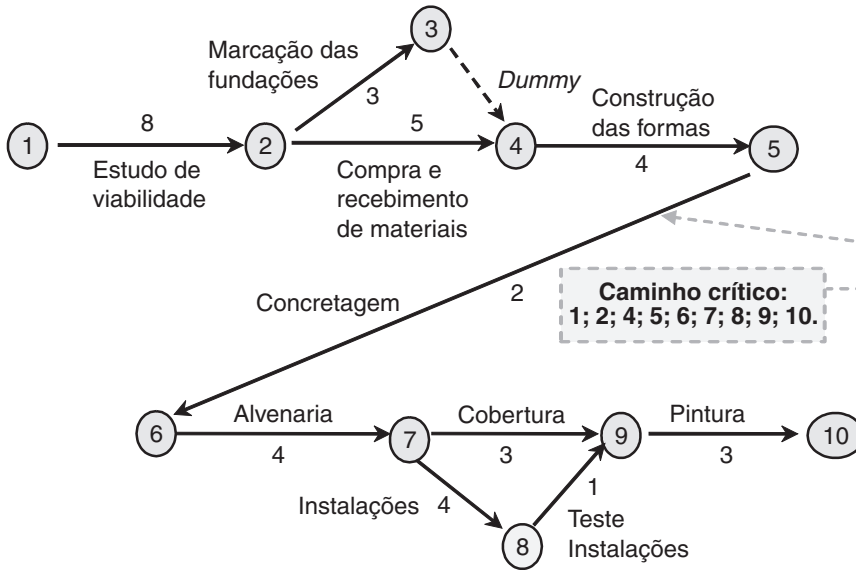 3
Marcação das
fundações
3
Dummy
Construção
das formas
8
5
1
2
4
4
5
Estudo de
viabilidade
Compra e
recebimento
de materiais
Concretagem
2
Caminho crítico:
1; 2; 4; 5; 6; 7; 8; 9; 10.
Alvenaria
Cobertura
Pintura
6
7
9
10
4
3
3
Instalações
4
1
8
Teste
Instalações